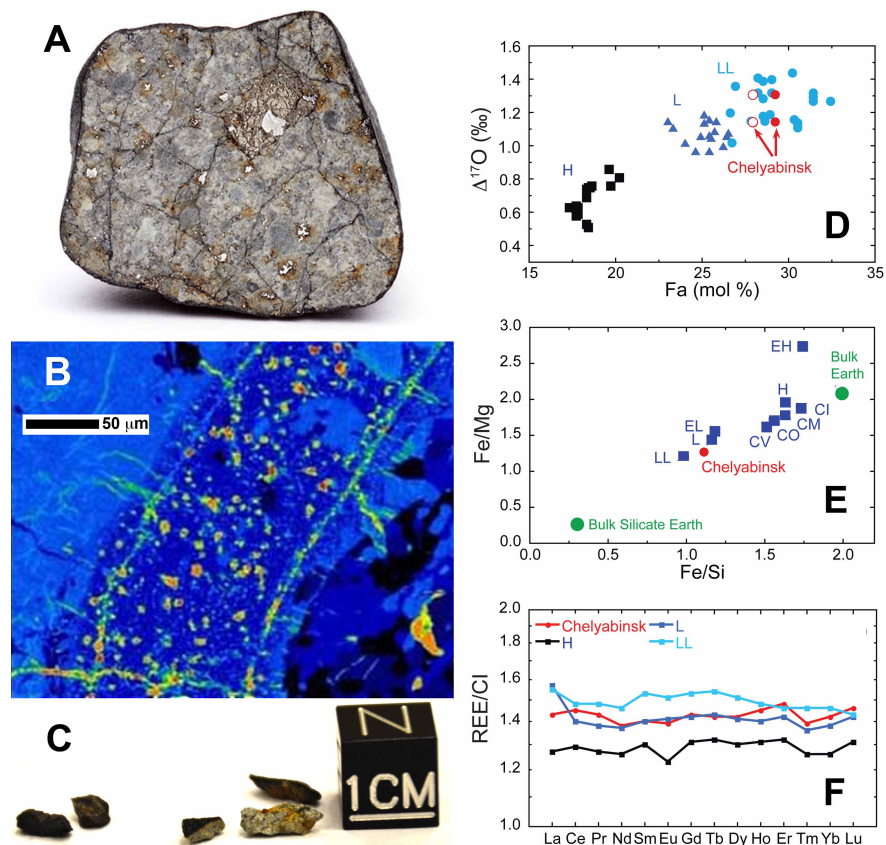 A
B
50 μm
C
N
1CM
1.6
1.4
1.2
1.0
0.8
0.6
0.4
Δ¹⁷O (‰)
LL
L
H
Chelyabinsk
D
15 20 25 30 35
Fa (mol %)
3.0
2.5
2.0
1.5
1.0
0.5
0.0
Fe/Mg
EH
Bulk
Earth
H
CI
CM
CO
CV
EL
L
LL
Chelyabinsk
Bulk Silicate Earth
E
0.0 0.5 1.0 1.5 2.0
Fe/Si
2.0
1.8
1.6
1.4
1.2
1.0
REE/CI
Chelyabinsk L
H LL
F
La Ce Pr Nd Sm Eu Gd Tb Dy Ho Er Tm Yb Lu